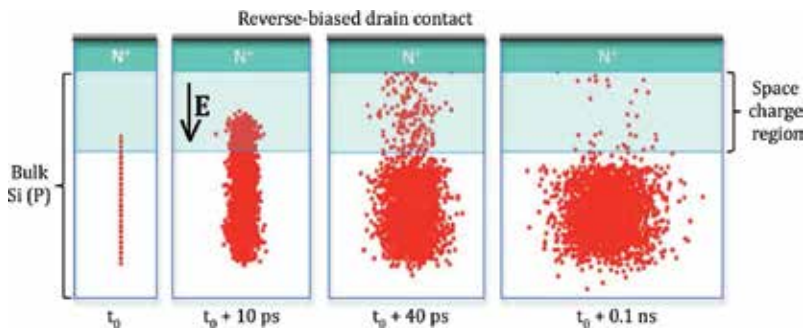 Reverse-biased drain contact
N⁺
N⁺
N⁺
N⁺
E
Bulk
Si (P)
Space
charge
region
t₀
t₀ + 10 ps
t₀ + 40 ps
t₀ + 0.1 ns